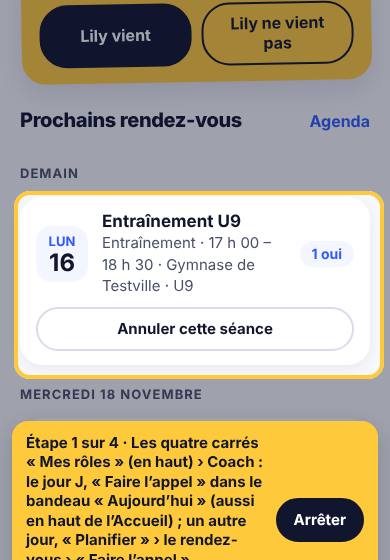 Lily vient
Lily ne vient
pas
Prochains rendez-vous
Agenda
DEMAIN
LUN
16
Entraînement U9
Entraînement · 17 h 00 –
18 h 30 · Gymnase de
Testville · U9
1 oui
Annuler cette séance
MERCREDI 18 NOVEMBRE
Étape 1 sur 4 · Les quatre carrés
« Mes rôles » (en haut) › Coach :
le jour J, « Faire l’appel » dans le
bandeau « Aujourd’hui » (aussi
en haut de l’Accueil) ; un autre
jour, « Planifier » › le rendez-
vous › « Faire l’appel »
Arrêter